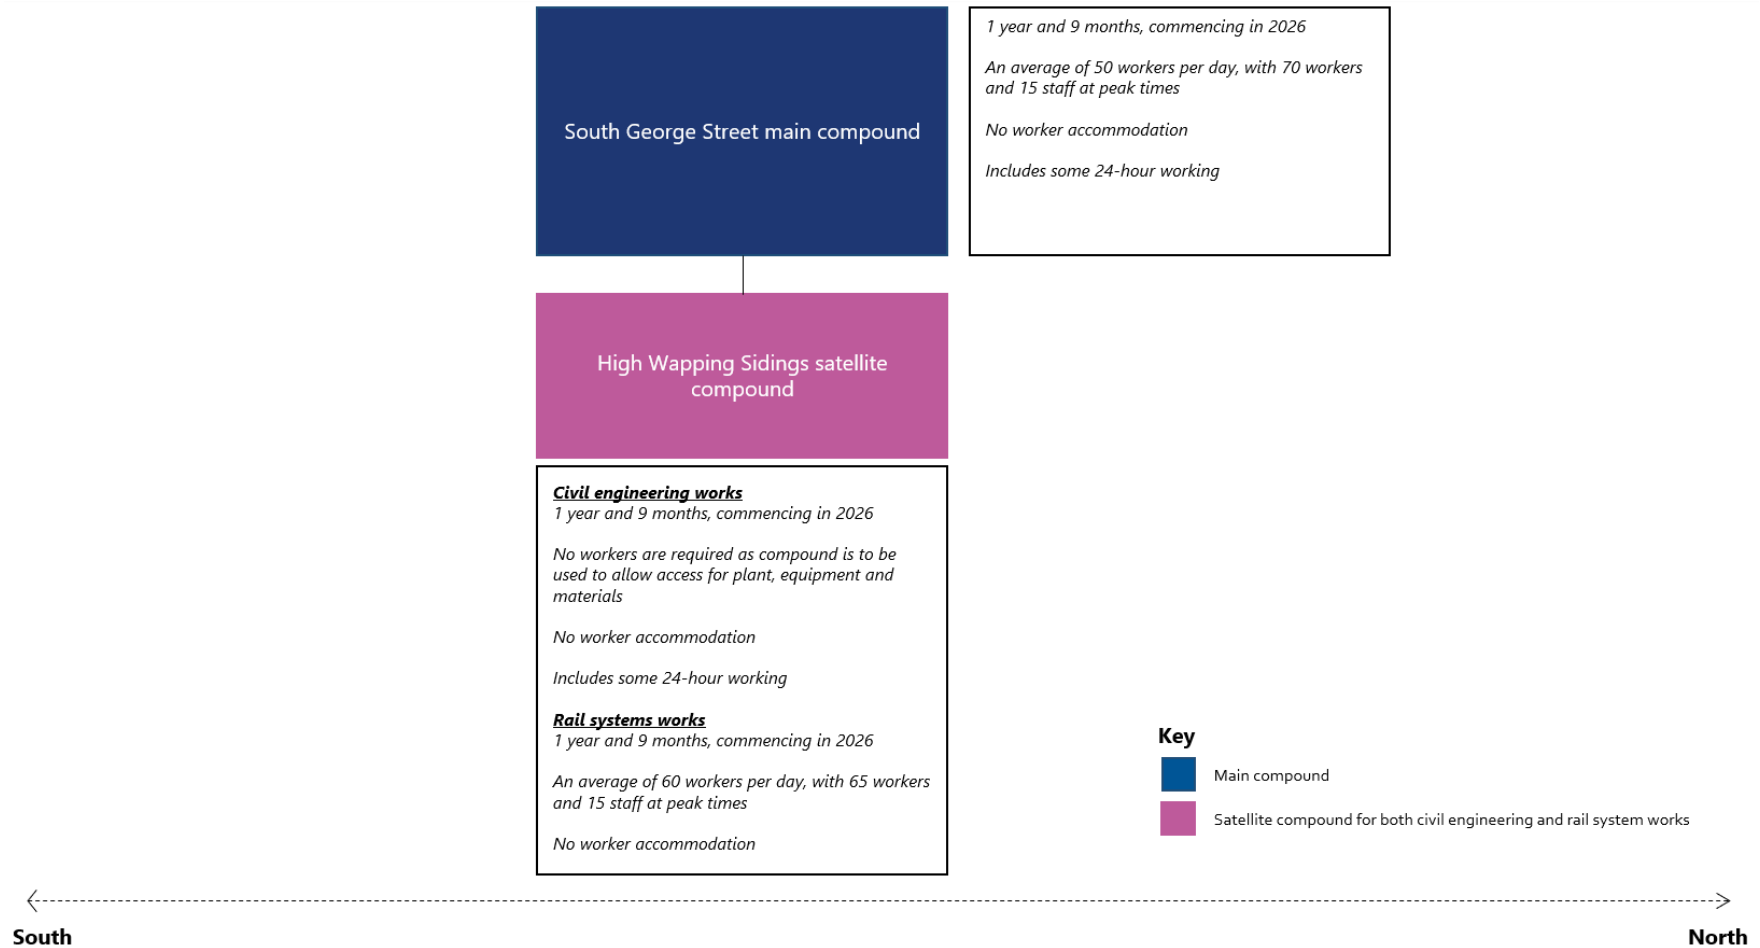 South George Street main compound
1 year and 9 months, commencing in 2026
An average of 50 workers per day, with 70 workers
and 15 staff at peak times
No worker accommodation
Includes some 24-hour working
High Wapping Sidings satellite
compound
Civil engineering works
1 year and 9 months, commencing in 2026
No workers are required as compound is to be
used to allow access for plant, equipment and
materials
No worker accommodation
Includes some 24-hour working
Rail systems works
1 year and 9 months, commencing in 2026
An average of 60 workers per day, with 65 workers
and 15 staff at peak times
No worker accommodation
Key
Main compound
Satellite compound for both civil engineering and rail system works
South
North